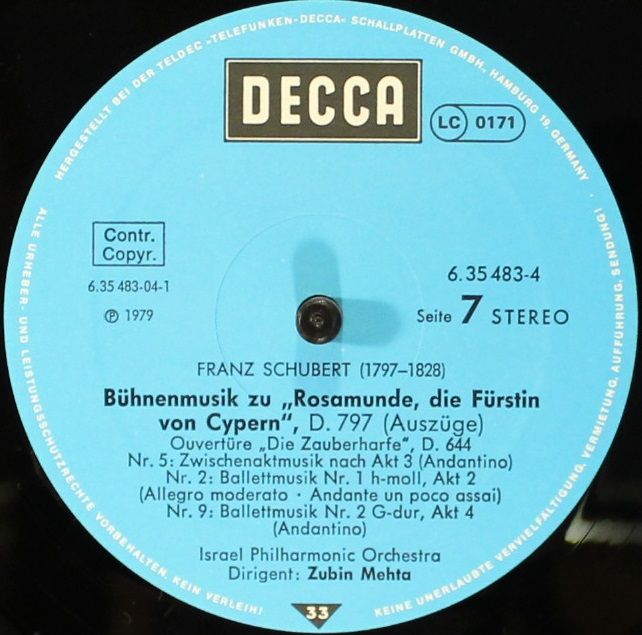 HERGESTELLT BEI DER TELDEC »TELEFUNKEN-DECCA« SCHALLPLATTEN GMBH., HAMBURG 19, GERMANY ·
DECCA
LC 0171
Contr.
Copyr.
6.35 483-04-1
Ⓟ 1979
6.35 483-4
Seite 7 STEREO
FRANZ SCHUBERT (1797–1828)
Bühnenmusik zu „Rosamunde, die Fürstin
von Cypern“, D. 797 (Auszüge)
Ouvertüre „Die Zauberharfe“, D. 644
Nr. 5: Zwischenaktmusik nach Akt 3 (Andantino)
Nr. 2: Ballettmusik Nr. 1 h-moll, Akt 2
(Allegro moderato · Andante un poco assai)
Nr. 9: Ballettmusik Nr. 2 G-dur, Akt 4
(Andantino)
Israel Philharmonic Orchestra
Dirigent: Zubin Mehta
33
ALLE URHEBER- UND LEISTUNGSSCHUTZRECHTE VORBEHALTEN. KEIN VERLEIH!
KEINE UNERLAUBTE VERVIELFÄLTIGUNG, VERMIETUNG, AUFFÜHRUNG, SENDUNG!